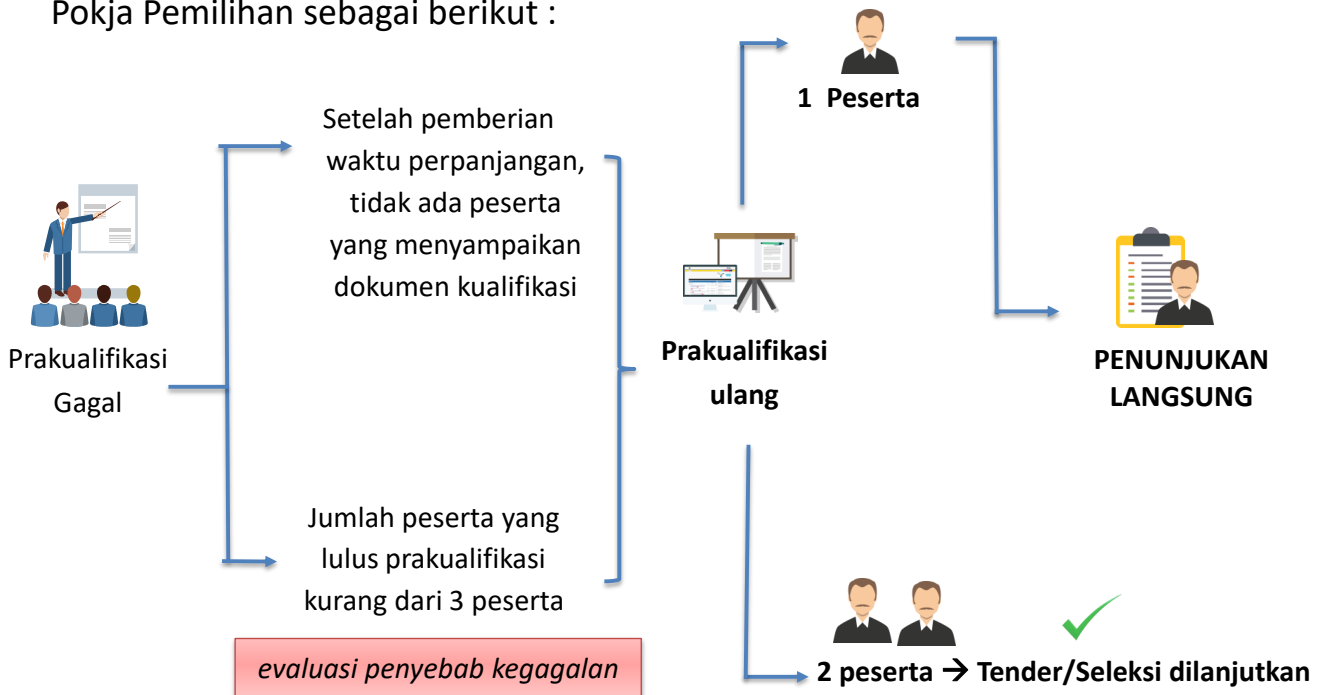 Pokja Pemilihan sebagai berikut :
1 Peserta
Setelah pemberian
waktu perpanjangan,
tidak ada peserta
yang menyampaikan
dokumen kualifikasi
Prakualifikasi
Gagal
Prakualifikasi
ulang
PENUNJUKAN
LANGSUNG
Jumlah peserta yang
lulus prakualifikasi
kurang dari 3 peserta
evaluasi penyebab kegagalan
2 peserta → Tender/Seleksi dilanjutkan